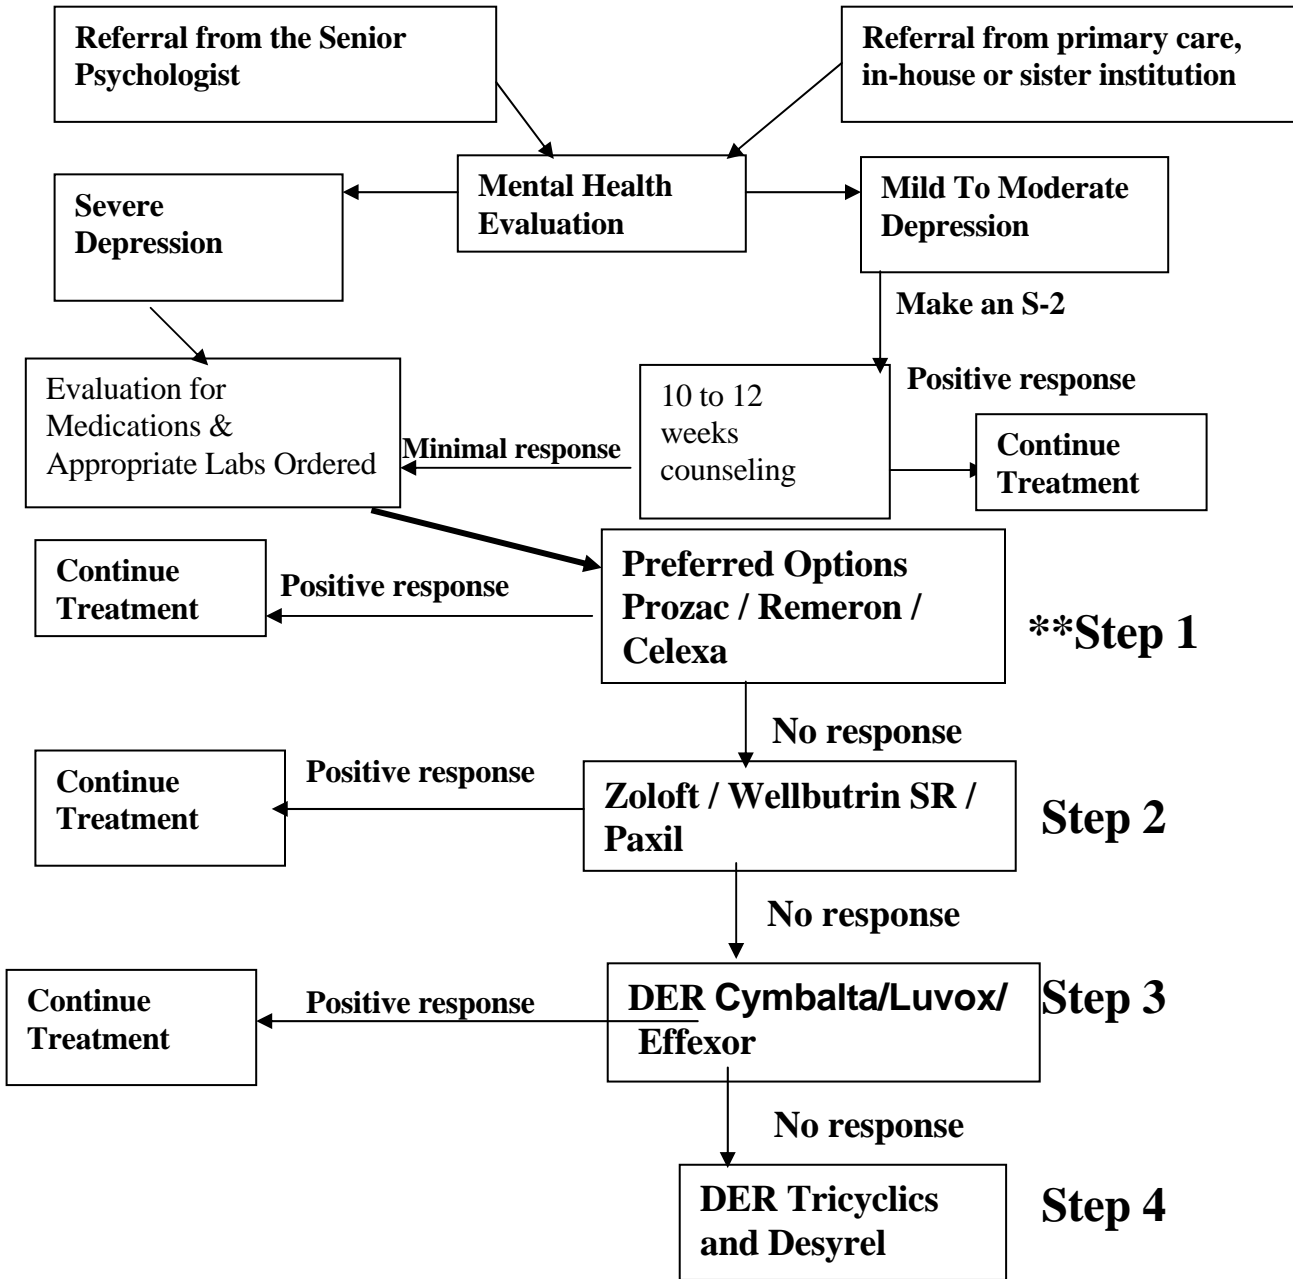 Referral from the Senior
Psychologist
Referral from primary care,
in-house or sister institution
Mental Health
Evaluation
Severe
Depression
Mild To Moderate
Depression
Make an S-2
Evaluation for
Medications &
Appropriate Labs Ordered
Minimal response
10 to 12
weeks
counseling
Positive response
Continue
Treatment
Continue
Treatment
Positive response
Preferred Options
Prozac / Remeron /
Celexa
**Step 1
No response
Continue
Treatment
Positive response
Zoloft / Wellbutrin SR /
Paxil
Step 2
No response
Continue
Treatment
Positive response
DER Cymbalta/Luvox/
Effexor
Step 3
No response
DER Tricyclics
and Desyrel
Step 4